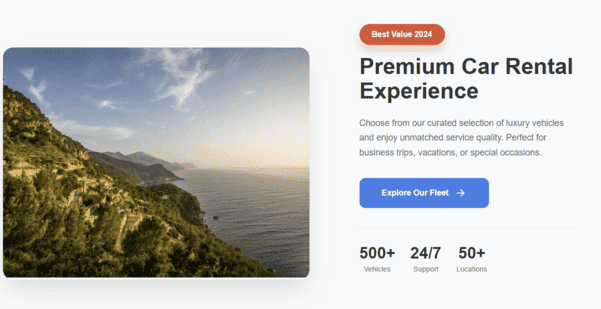 Best Value 2024
Premium Car Rental
Experience
Choose from our curated selection of luxury vehicles
and enjoy unmatched service quality. Perfect for
business trips, vacations, or special occasions.
Explore Our Fleet →
500+ 24/7 50+
Vehicles Support Locations